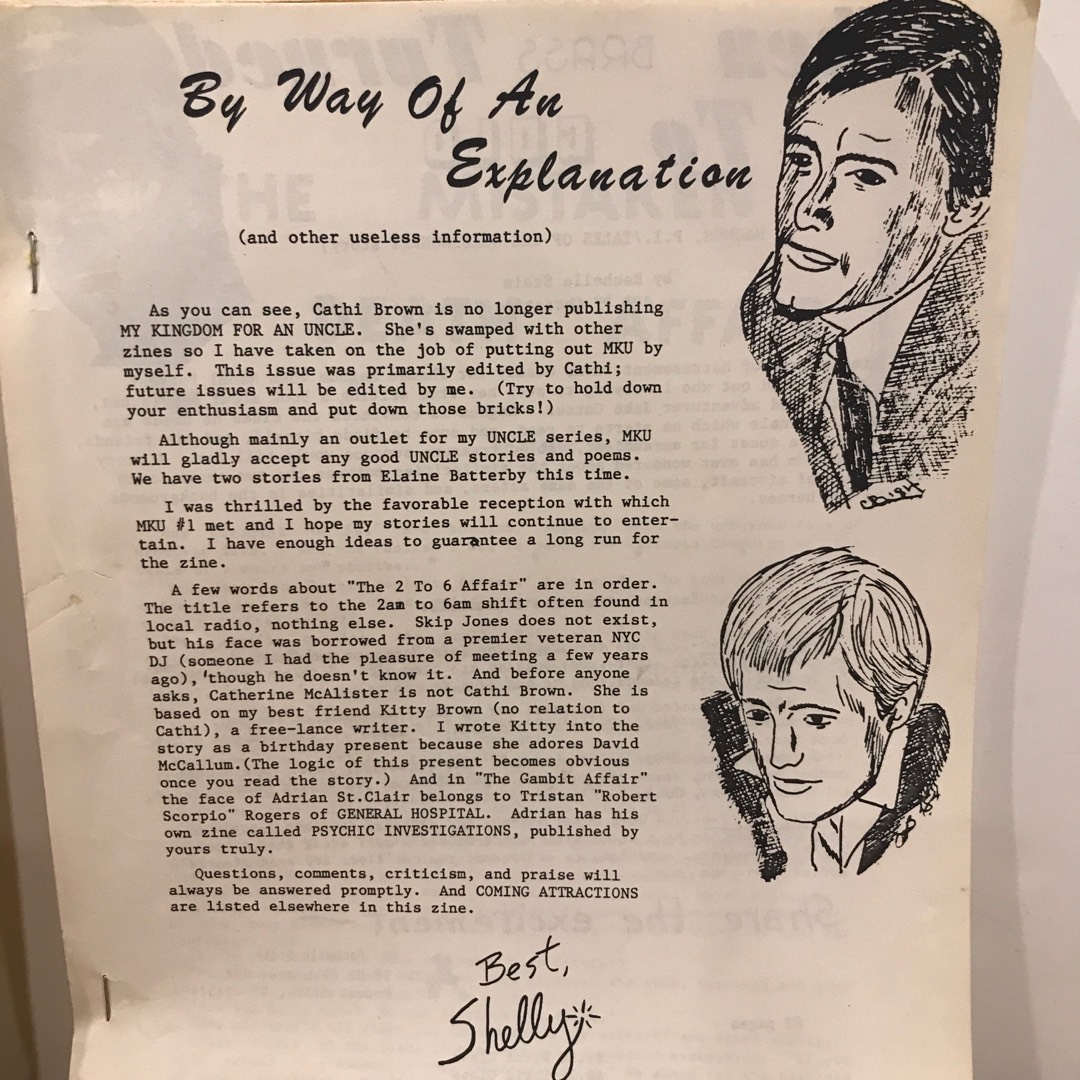 By Way Of An
Explanation
(and other useless information)
As you can see, Cathi Brown is no longer publishing
MY KINGDOM FOR AN UNCLE. She's swamped with other
zines so I have taken on the job of putting out MKU by
myself. This issue was primarily edited by Cathi;
future issues will be edited by me. (Try to hold down
your enthusiasm and put down those bricks!)
Although mainly an outlet for my UNCLE series, MKU
will gladly accept any good UNCLE stories and poems.
We have two stories from Elaine Batterby this time.
I was thrilled by the favorable reception with which
MKU #1 met and I hope my stories will continue to enter-
tain. I have enough ideas to guarantee a long run for
the zine.
A few words about "The 2 To 6 Affair" are in order.
The title refers to the 2am to 6am shift often found in
local radio, nothing else. Skip Jones does not exist,
but his face was borrowed from a premier veteran NYC
DJ (someone I had the pleasure of meeting a few years
ago),'though he doesn't know it. And before anyone
asks, Catherine McAlister is not Cathi Brown. She is
based on my best friend Kitty Brown (no relation to
Cathi), a free-lance writer. I wrote Kitty into the
story as a birthday present because she adores David
McCallum.(The logic of this present becomes obvious
once you read the story.) And in "The Gambit Affair"
the face of Adrian St.Clair belongs to Tristan "Robert
Scorpio" Rogers of GENERAL HOSPITAL. Adrian has his
own zine called PSYCHIC INVESTIGATIONS, published by
yours truly.
Questions, comments, criticism, and praise will
always be answered promptly. And COMING ATTRACTIONS
are listed elsewhere in this zine.
Best,
Shelly